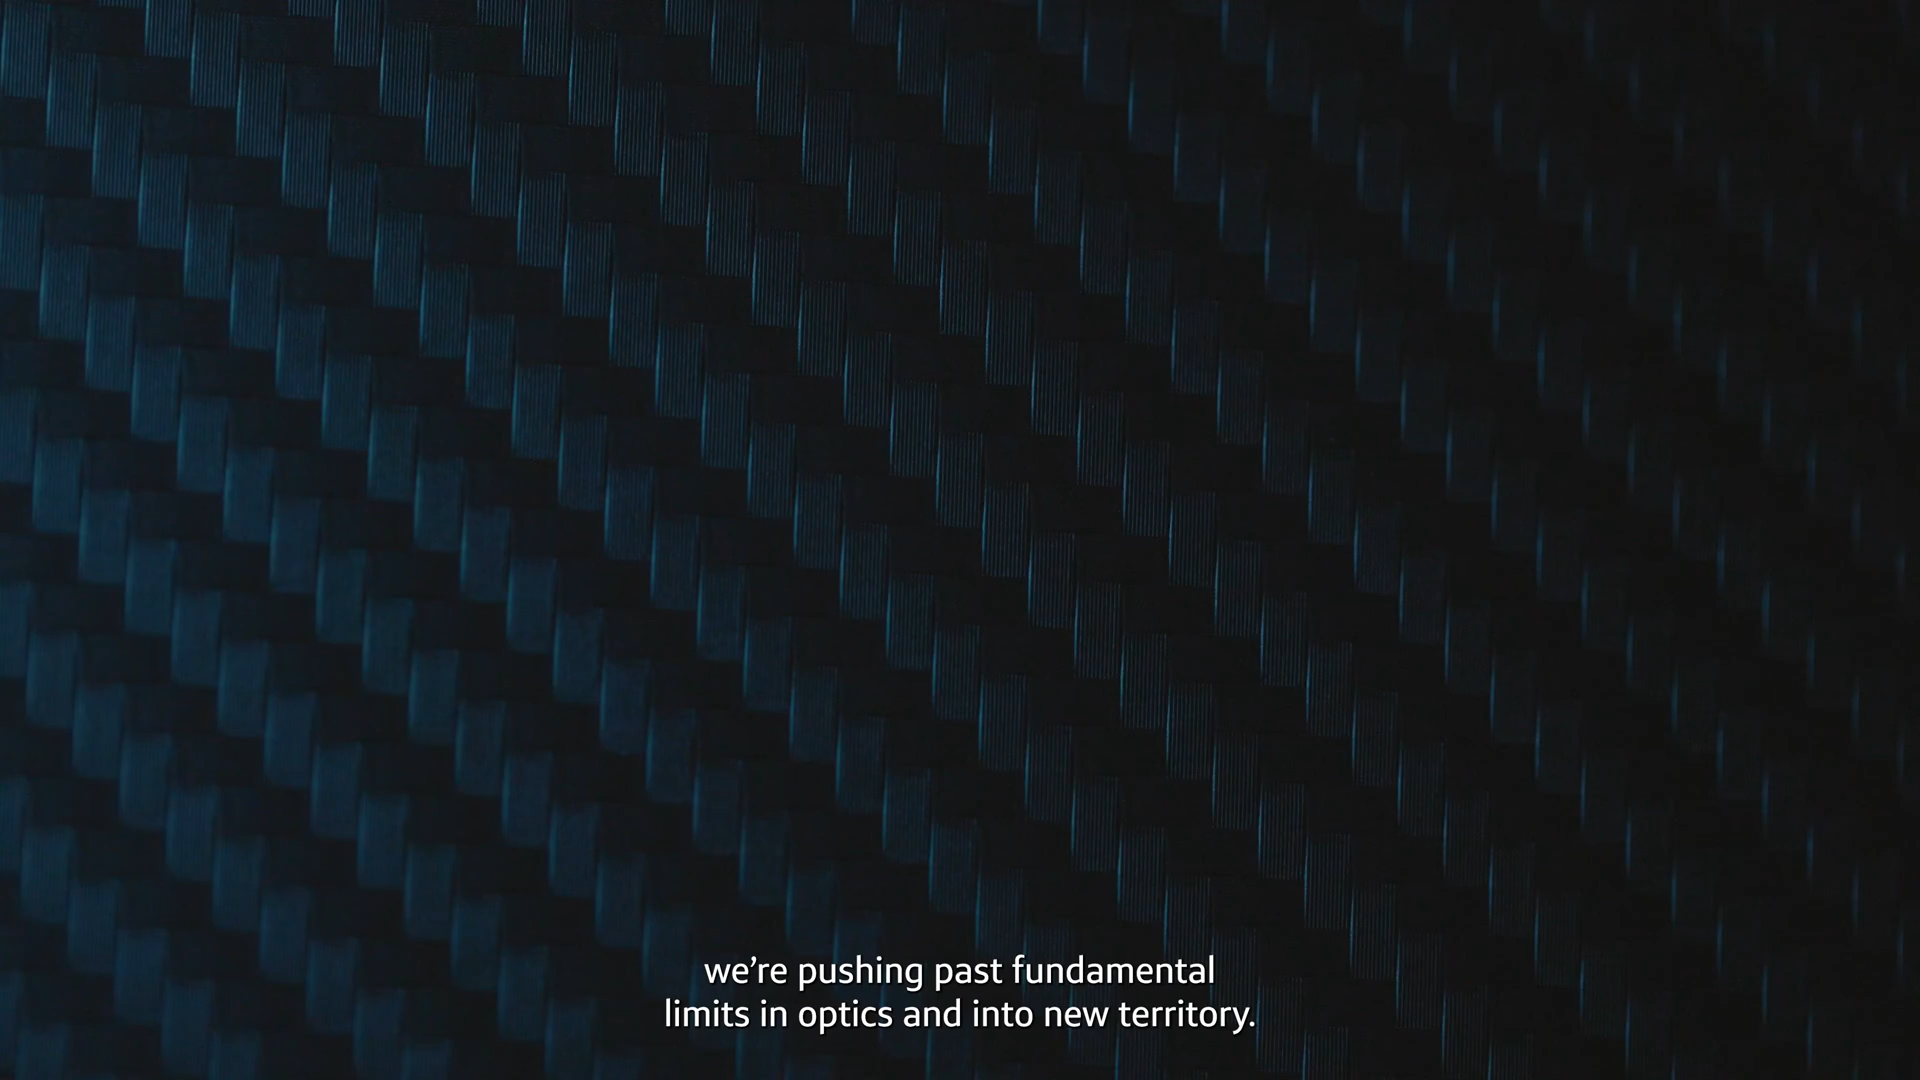 we’re pushing past fundamental
limits in optics and into new territory.